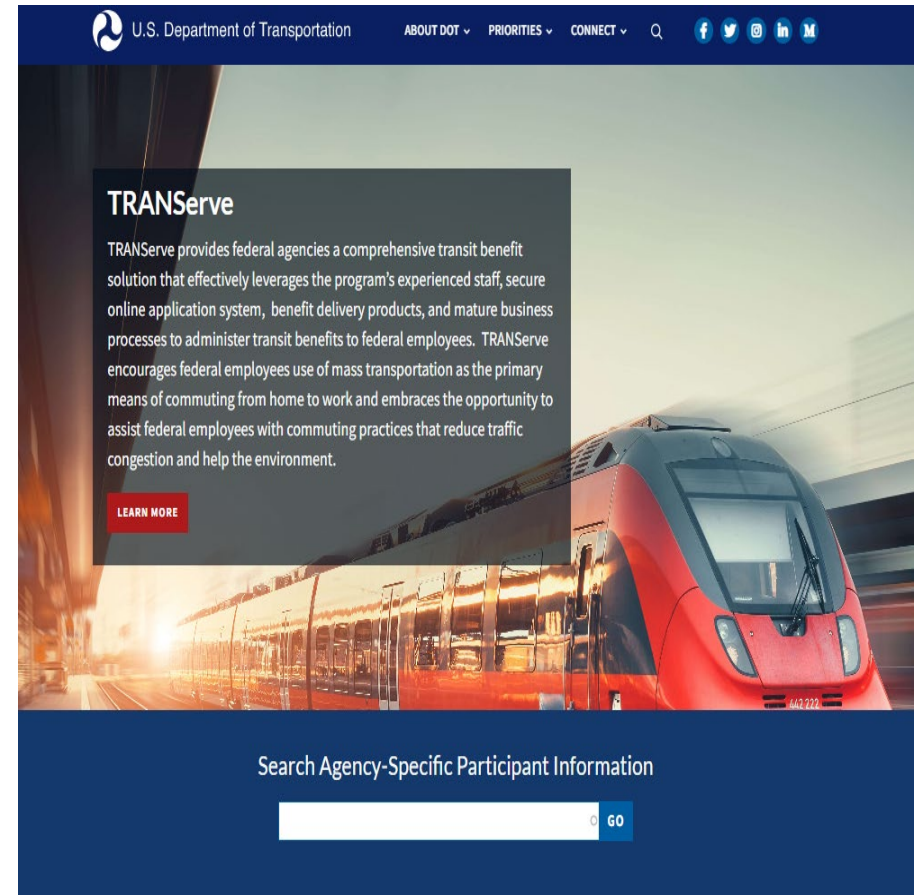 U.S. Department of Transportation
ABOUT DOT
PRIORITIES
CONNECT
TRANServe
TRANServe provides federal agencies a comprehensive transit benefit
solution that effectively leverages the program's experienced staff, secure
online application system, benefit delivery products, and mature business
processes to administer transit benefits to federal employees. TRANServe
encourages federal employees use of mass transportation as the primary
means of commuting from home to work and embraces the opportunity to
assist federal employees with commuting practices that reduce traffic
congestion and help the environment.
LEARN MORE
442 222
Search Agency-Specific Participant Information
GO